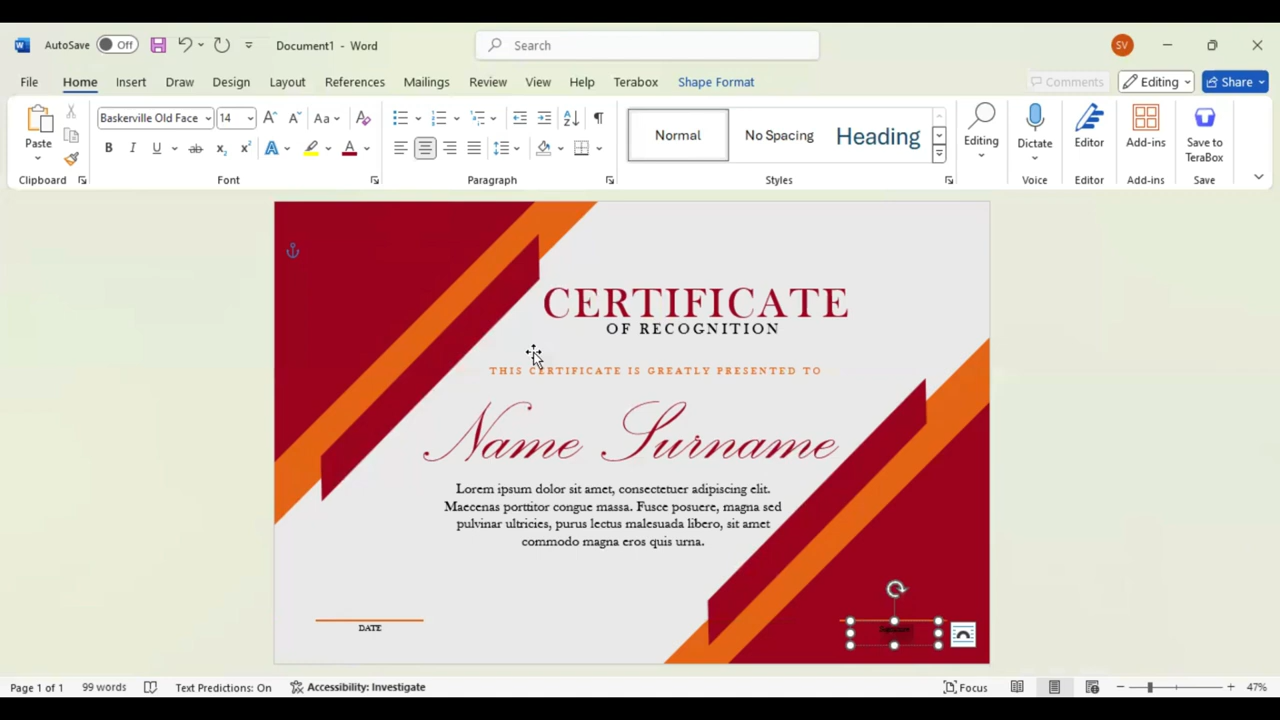 AutoSave Off Document1 - Word Search SV
File Home Insert Draw Design Layout References Mailings Review View Help Terabox Shape Format Comments Editing Share
Paste Baskerville Old Face 14 Aa Normal No Spacing Heading Editing Dictate Editor Add-ins Save to TeraBox
Clipboard Font Paragraph Styles Voice Editor Add-ins Save
CERTIFICATE
OF RECOGNITION
THIS CERTIFICATE IS GREATLY PRESENTED TO
Name Surname
Lorem ipsum dolor sit amet, consectetuer adipiscing elit.
Maecenas porttitor congue massa. Fusce posuere, magna sed
pulvinar ultricies, purus lectus malesuada libero, sit amet
commodo magna eros quis urna.
DATE
Page 1 of 1 99 words Text Predictions: On Accessibility: Investigate Focus 47%